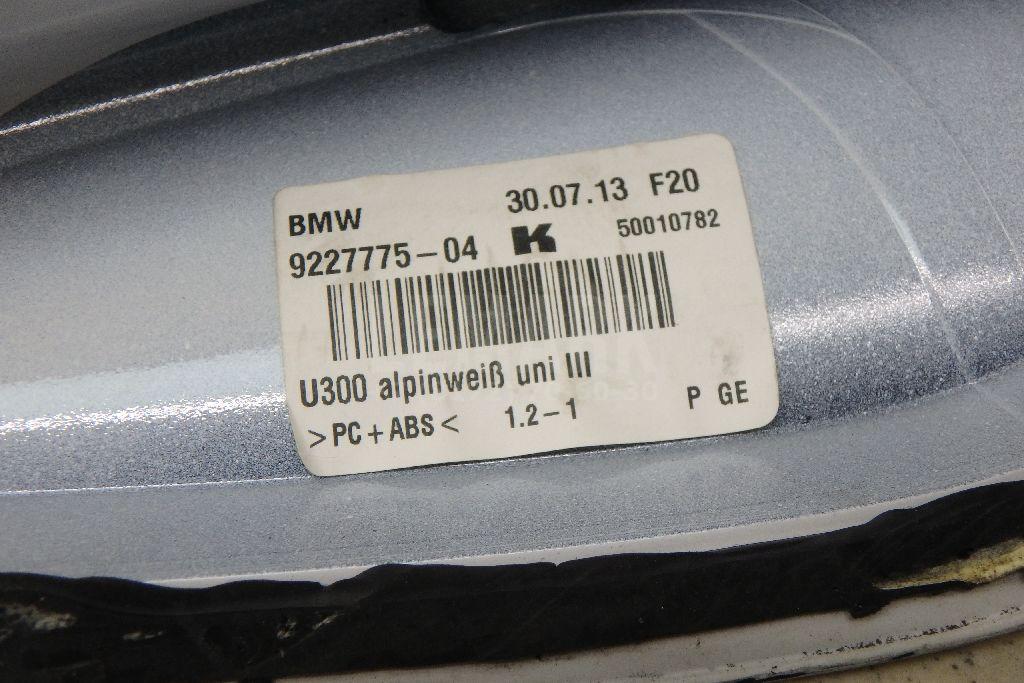 BMW 30.07.13 F20
9227775-04 K 50010782
U300 alpinweiß uni III
>PC+ABS< 1.2-1 P GE